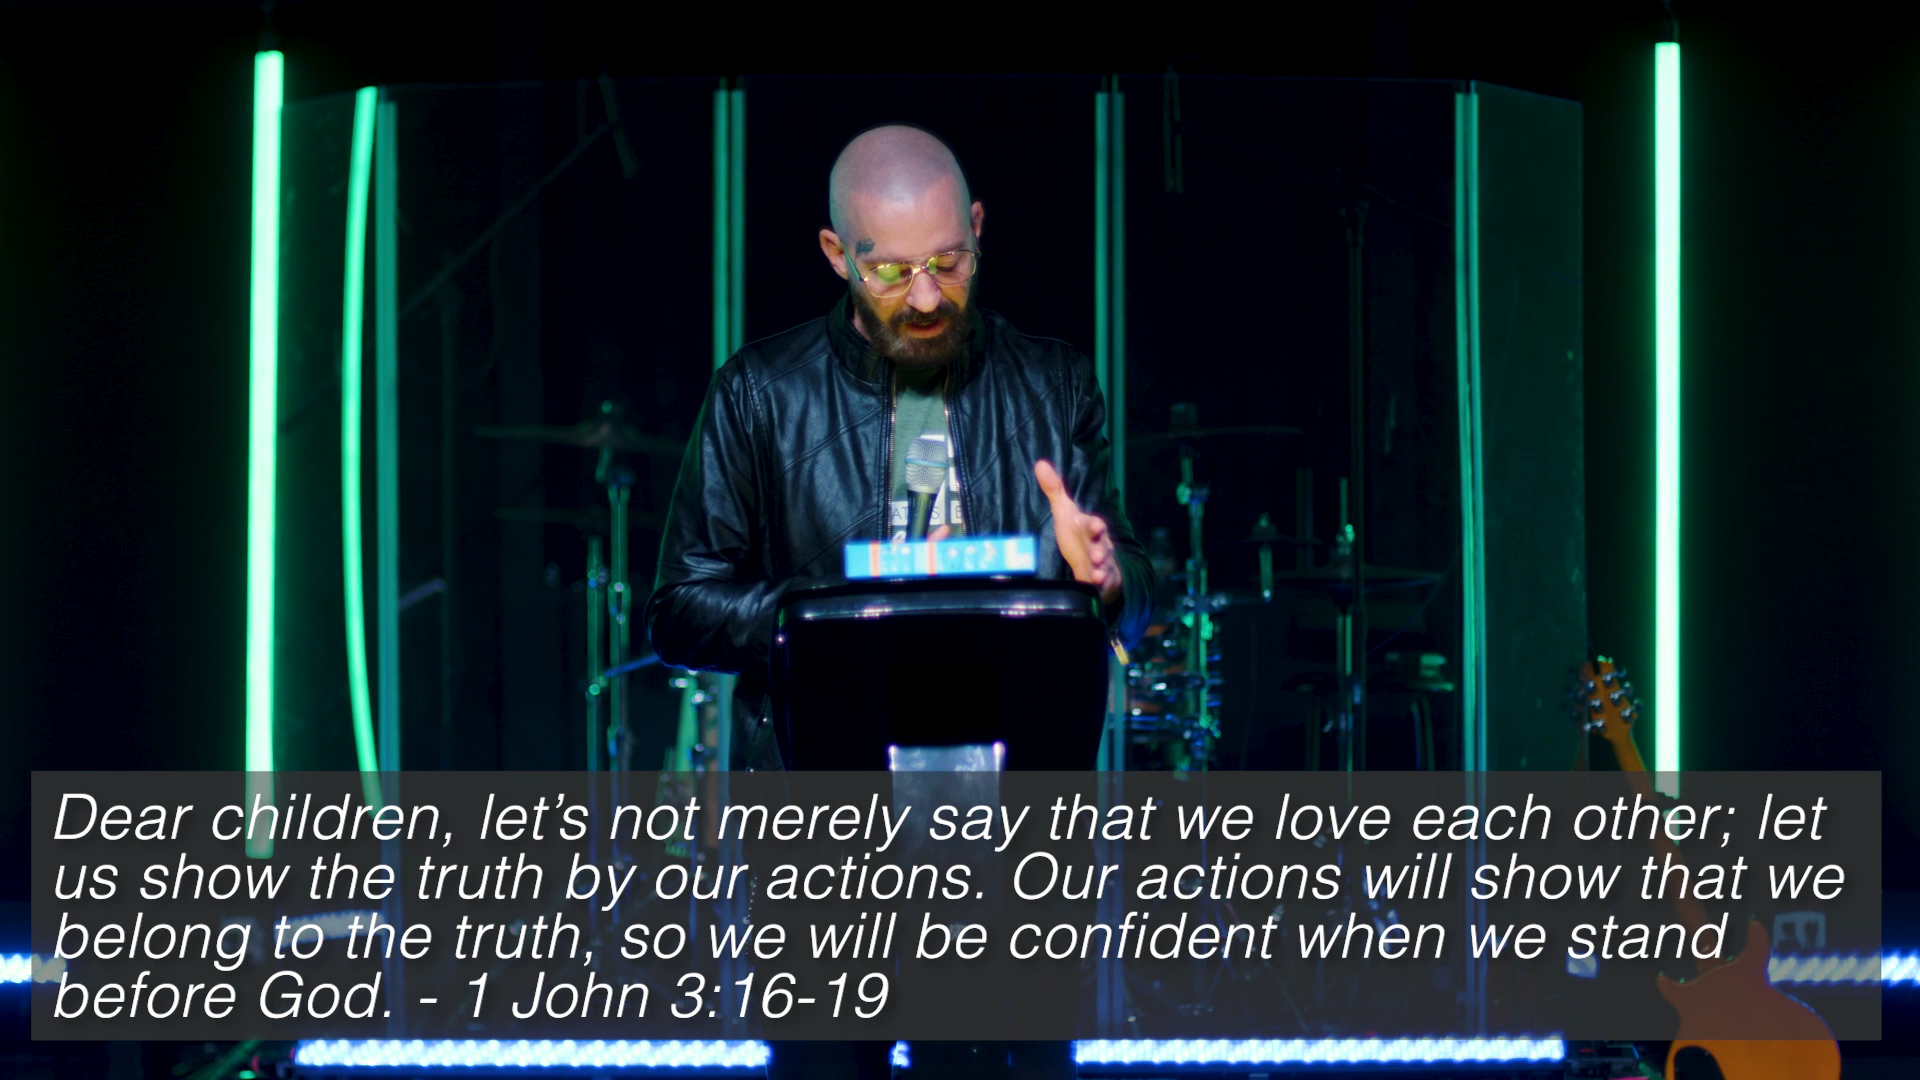 Dear children, let’s not merely say that we love each other; let
us show the truth by our actions. Our actions will show that we
belong to the truth, so we will be confident when we stand
before God. - 1 John 3:16-19